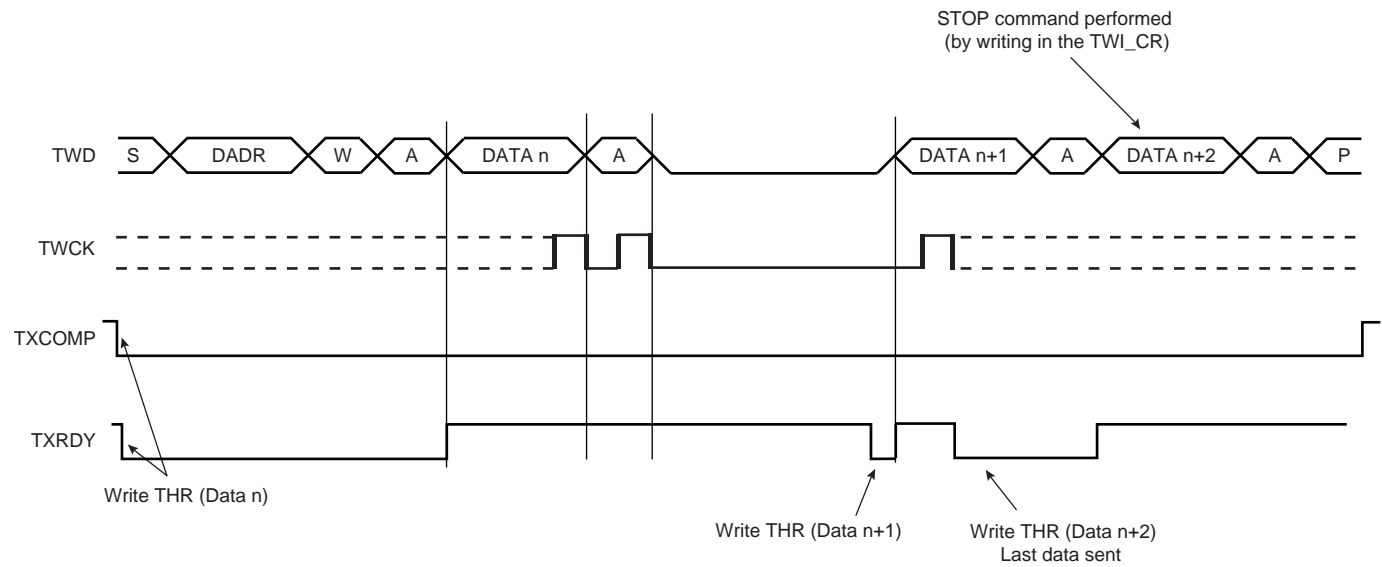 STOP command performed
(by writing in the TWI_CR)
TWD S DADR W A DATA n A DATA n+1 A DATA n+2 A P
TWCK
TXCOMP
TXRDY
Write THR (Data n)
Write THR (Data n+1) Write THR (Data n+2)
Last data sent